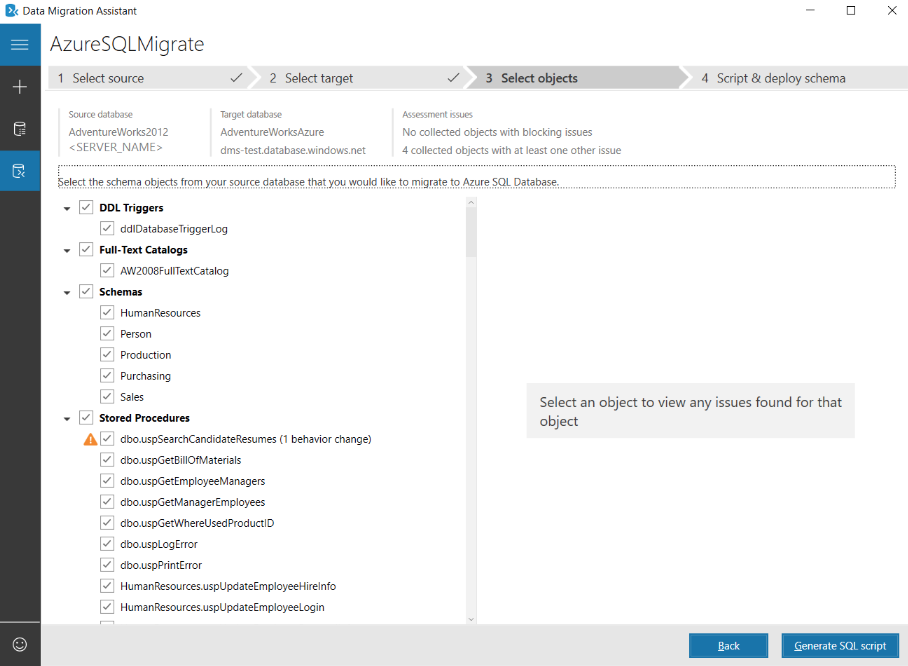 Data Migration Assistant
AzureSQLMigrate
1 Select source
2 Select target
3 Select objects
4 Script & deploy schema
Source database
AdventureWorks2012
<SERVER_NAME>
Target database
AdventureWorksAzure
dms-test.database.windows.net
Assessment issues
No collected objects with blocking issues
4 collected objects with at least one other issue
Select the schema objects from your source database that you would like to migrate to Azure SQL Database.
DDL Triggers
ddlDatabaseTriggerLog
Full-Text Catalogs
AW2008FullTextCatalog
Schemas
HumanResources
Person
Production
Purchasing
Sales
Stored Procedures
dbo.uspSearchCandidateResumes (1 behavior change)
dbo.uspGetBillOfMaterials
dbo.uspGetEmployeeManagers
dbo.uspGetManagerEmployees
dbo.uspGetWhereUsedProductID
dbo.uspLogError
dbo.uspPrintError
HumanResources.uspUpdateEmployeeHireInfo
HumanResources.uspUpdateEmployeeLogin
Select an object to view any issues found for that
object
Back
Generate SQL script